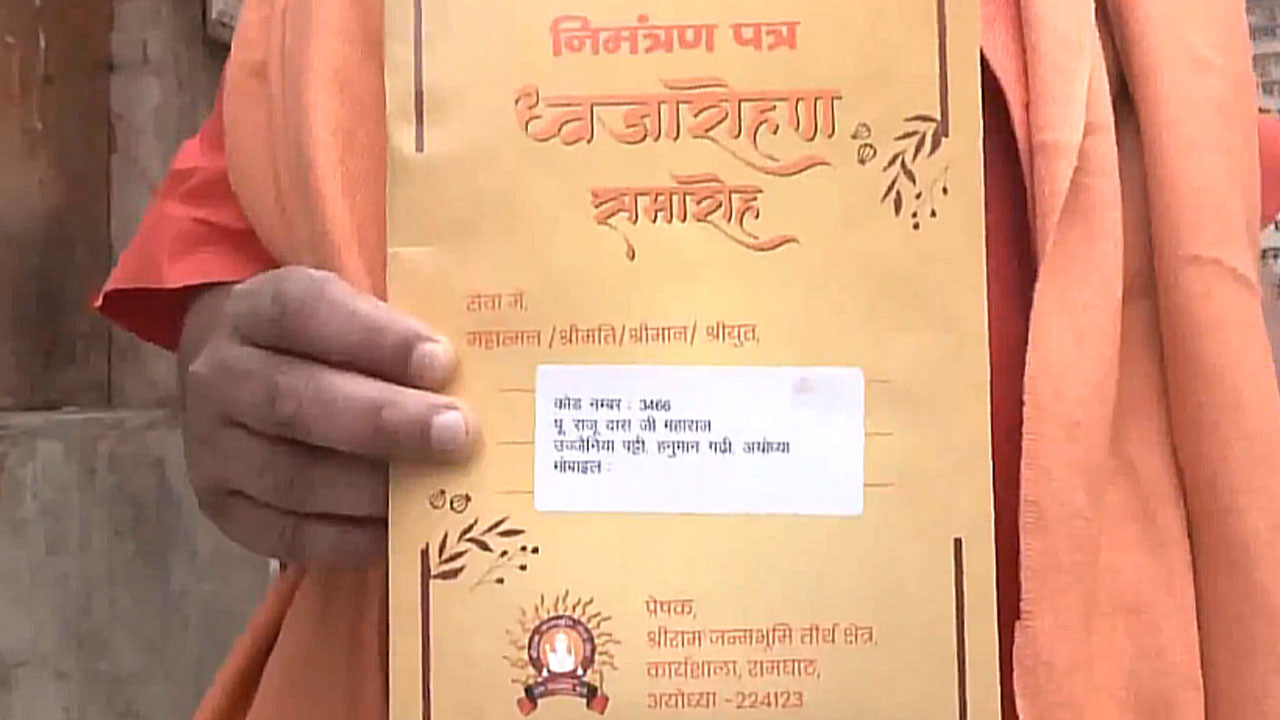 निमंत्रण पत्र
ध्वजारोहण
समारोह
सेवा में,
महात्मन /श्रीमति/श्रीमान/ श्रीयुत,
कोड नम्बर : 3466
पू. राजू दास जी महाराज
उज्जैनिया पट्टी, हनुमान गढ़ी, अयोध्या
मोबाइल :
प्रेषक,
श्रीराम जन्मभूमि तीर्थ क्षेत्र,
कार्यशाला, रामघाट,
अयोध्या -224123